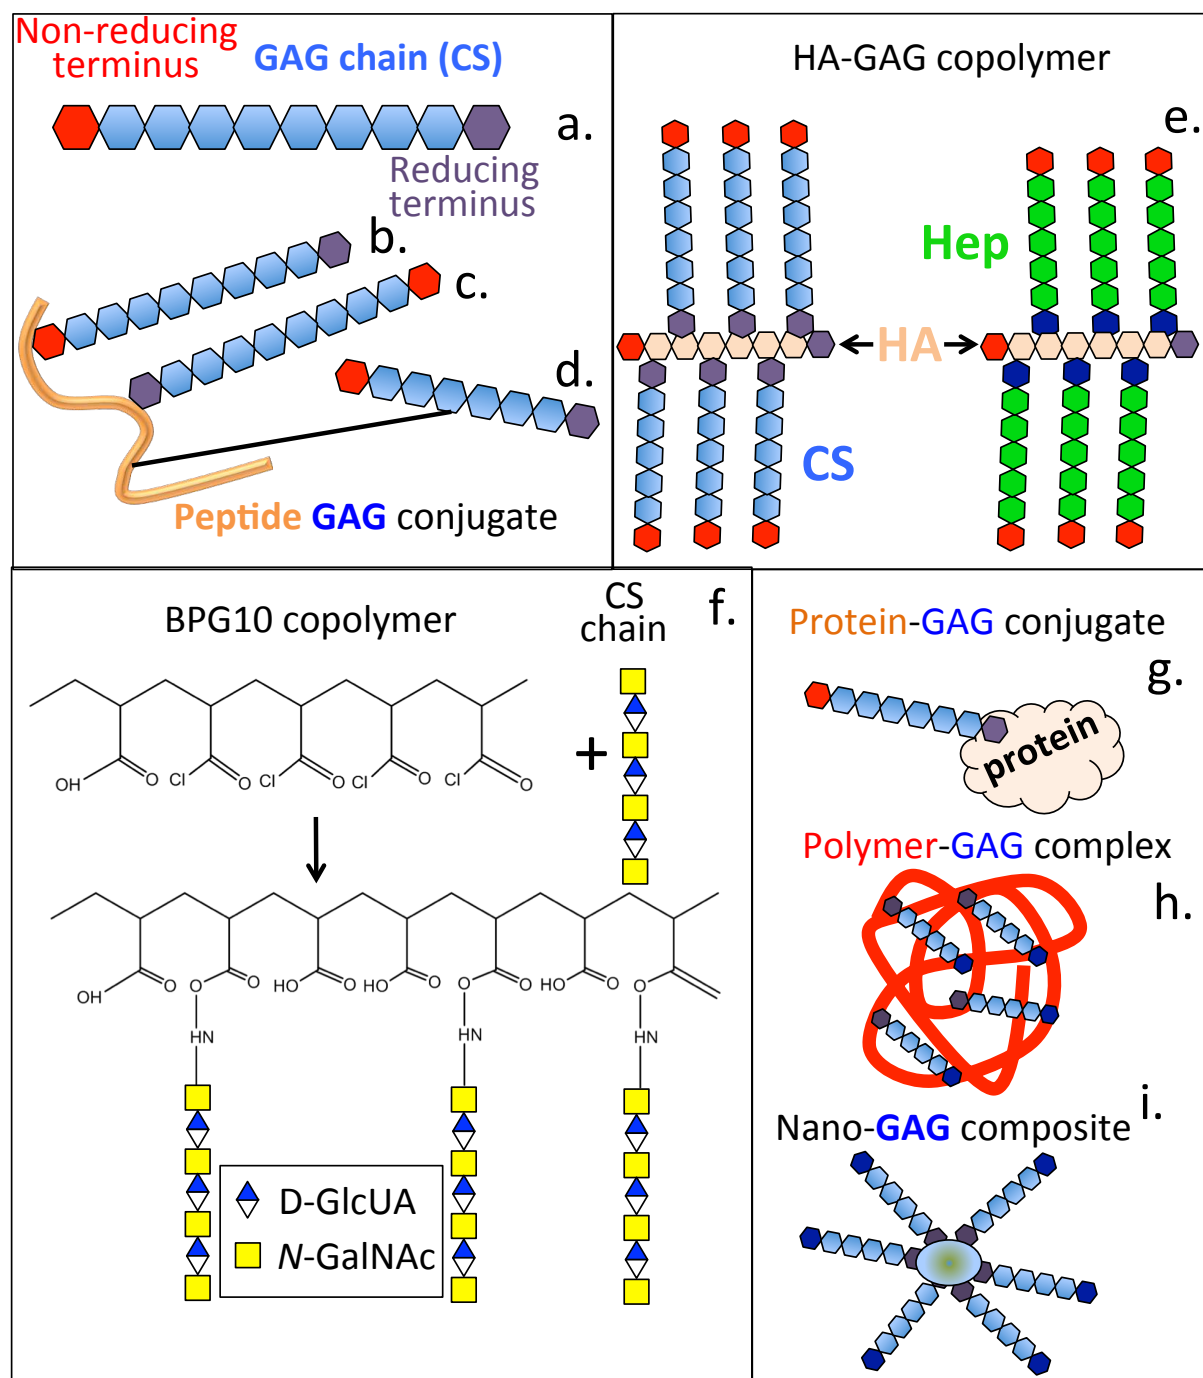 Non-reducing
terminus
GAG chain (CS)
a.
Reducing
terminus
b.
c.
d.
Peptide GAG conjugate
HA-GAG copolymer
e.
Hep
HA
CS
BPG10 copolymer
CS
chain
f.
+
OH
O
Cl
O
Cl
O
Cl
O
Cl
O
OH
O
O
O
HO
O
HO
O
O
O
HO
O
O
HN
HN
HN
D-GlcUA
N-GalNAc
Protein-GAG conjugate
g.
protein
Polymer-GAG complex
h.
i.
Nano-GAG composite